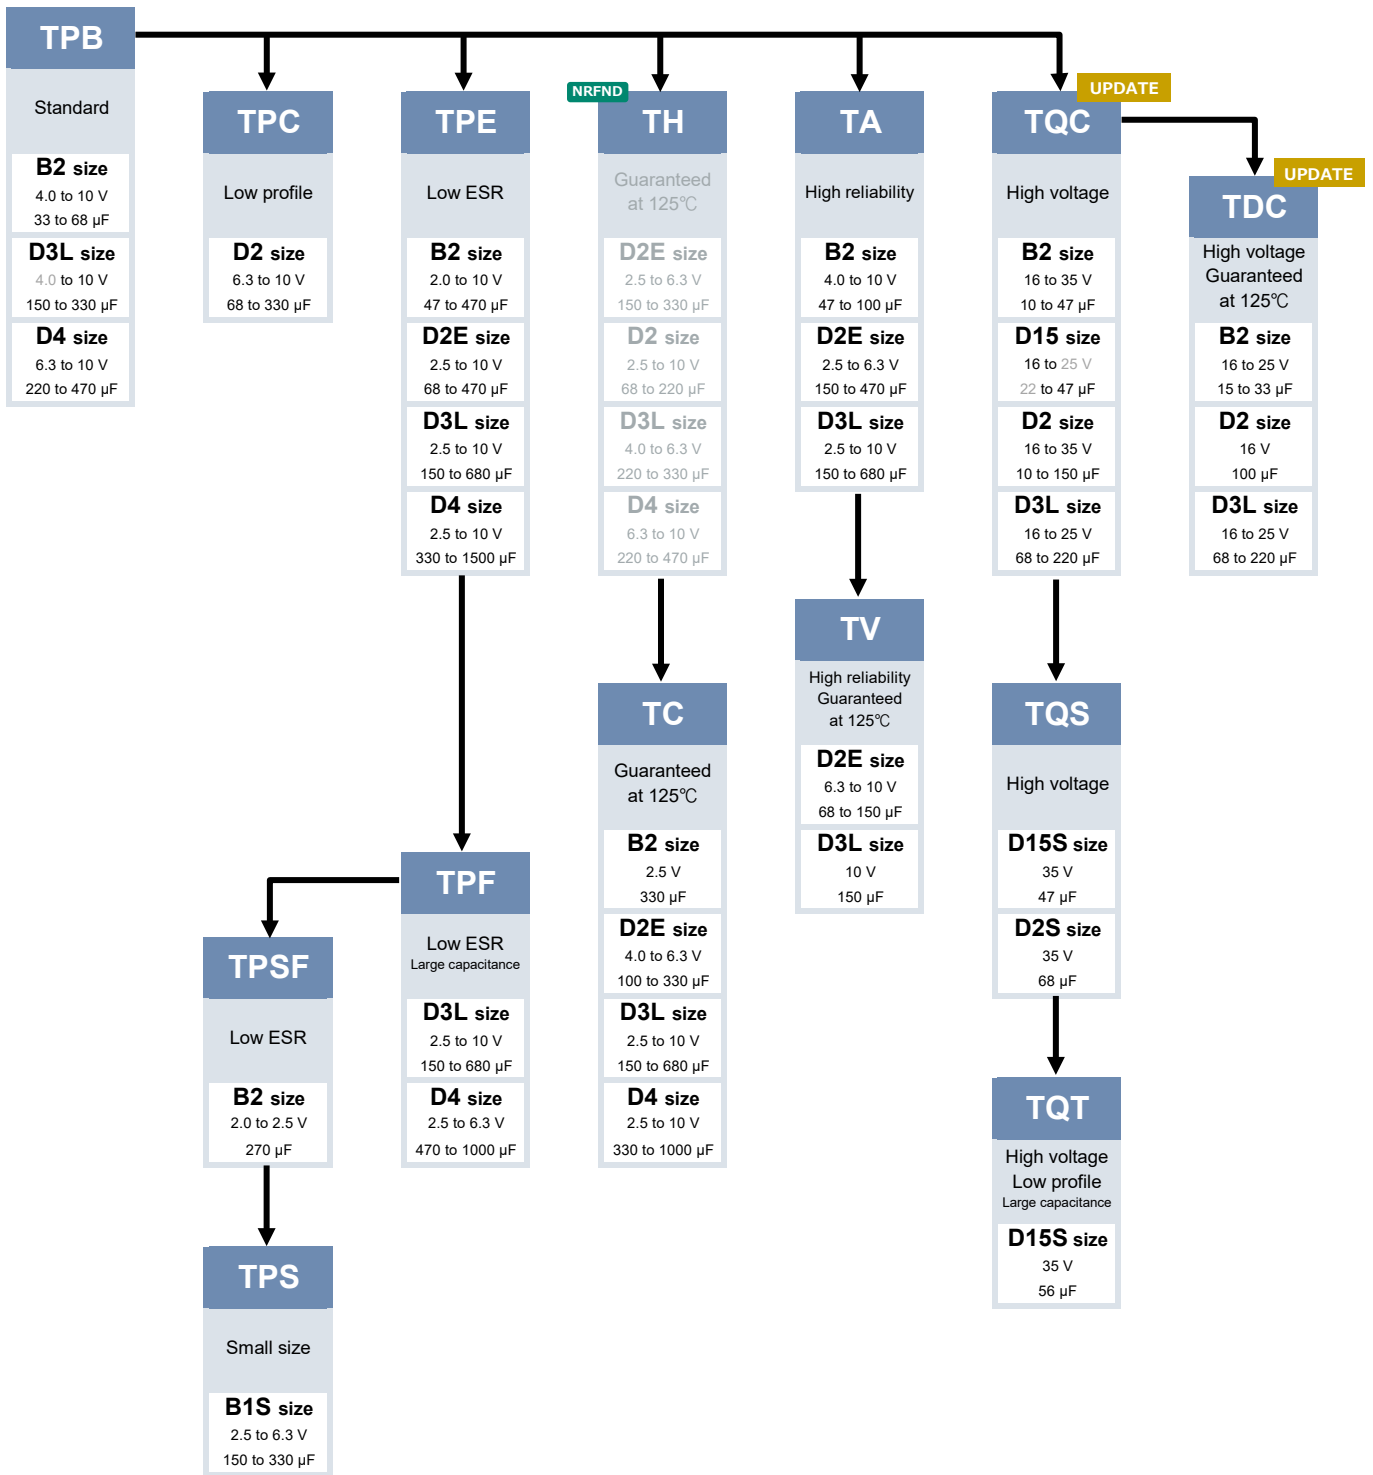 TPB
Standard
B2 size
4.0 to 10 V
33 to 68 µF
D3L size
4.0 to 10 V
150 to 330 µF
D4 size
6.3 to 10 V
220 to 470 µF
TPC
Low profile
D2 size
6.3 to 10 V
68 to 330 µF
TPE
Low ESR
B2 size
2.0 to 10 V
47 to 470 µF
D2E size
2.5 to 10 V
68 to 470 µF
D3L size
2.5 to 10 V
150 to 680 µF
D4 size
2.5 to 10 V
330 to 1500 µF
NRFND
TH
Guaranteed
at 125℃
D2E size
2.5 to 6.3 V
150 to 330 µF
D2 size
2.5 to 10 V
68 to 220 µF
D3L size
4.0 to 6.3 V
220 to 330 µF
D4 size
6.3 to 10 V
220 to 470 µF
TA
High reliability
B2 size
4.0 to 10 V
47 to 100 µF
D2E size
2.5 to 6.3 V
150 to 470 µF
D3L size
2.5 to 10 V
150 to 680 µF
UPDATE
TQC
High voltage
B2 size
16 to 35 V
10 to 47 µF
D15 size
16 to 25 V
22 to 47 µF
D2 size
16 to 35 V
10 to 150 µF
D3L size
16 to 25 V
68 to 220 µF
UPDATE
TDC
High voltage
Guaranteed
at 125℃
B2 size
16 to 25 V
15 to 33 µF
D2 size
16 V
100 µF
D3L size
16 to 25 V
68 to 220 µF
TV
High reliability
Guaranteed
at 125℃
D2E size
6.3 to 10 V
68 to 150 µF
D3L size
10 V
150 µF
TC
Guaranteed
at 125℃
B2 size
2.5 V
330 µF
D2E size
4.0 to 6.3 V
100 to 330 µF
D3L size
2.5 to 10 V
150 to 680 µF
D4 size
2.5 to 10 V
330 to 1000 µF
TQS
High voltage
D15S size
35 V
47 µF
D2S size
35 V
68 µF
TPF
Low ESR
Large capacitance
D3L size
2.5 to 10 V
150 to 680 µF
D4 size
2.5 to 6.3 V
470 to 1000 µF
TPSF
Low ESR
B2 size
2.0 to 2.5 V
270 µF
TQT
High voltage
Low profile
Large capacitance
D15S size
35 V
56 µF
TPS
Small size
B1S size
2.5 to 6.3 V
150 to 330 µF